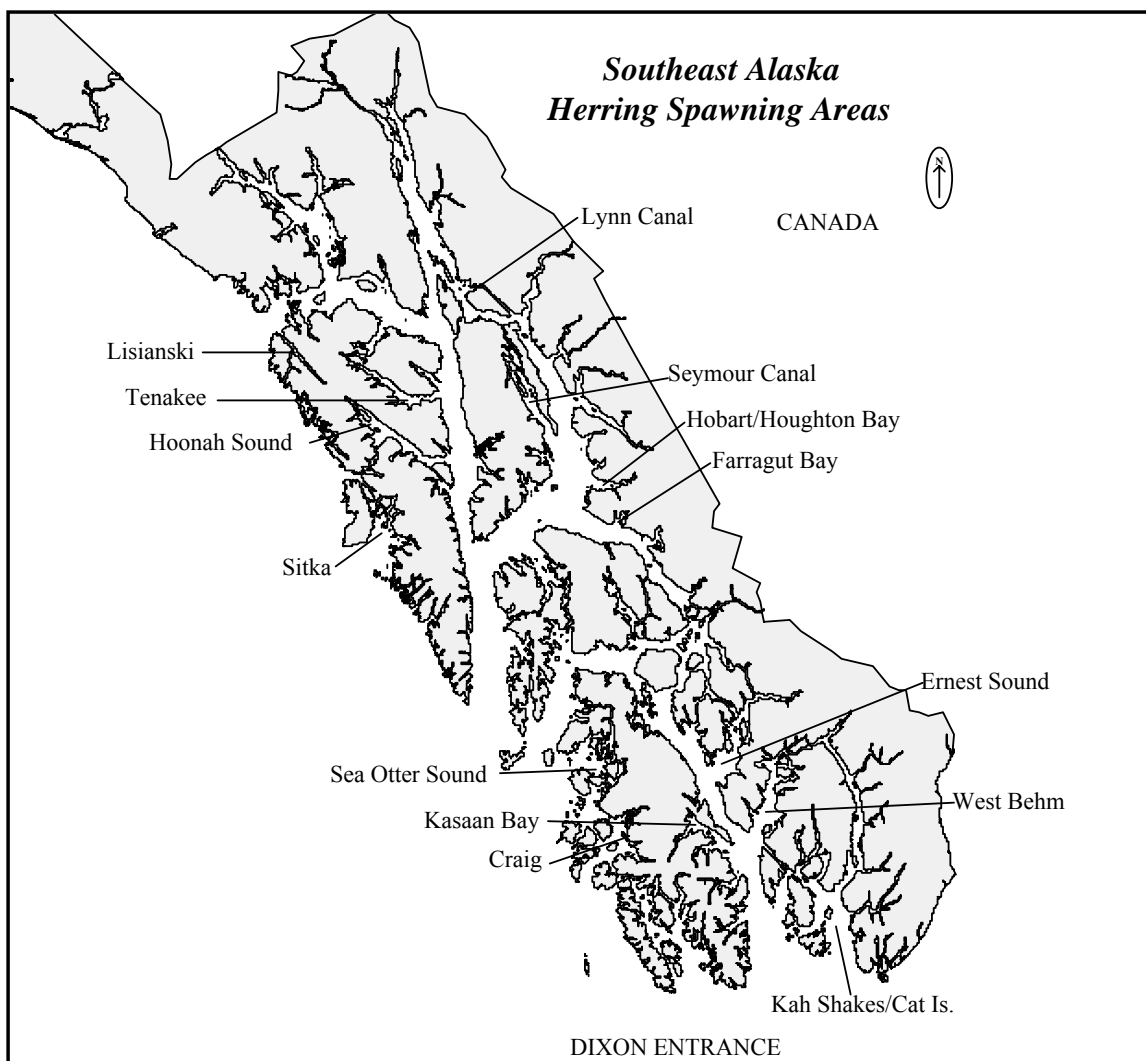 Southeast Alaska
Herring Spawning Areas
N
Lynn Canal
CANADA
Lisianski
Seymour Canal
Tenakee
Hobart/Houghton Bay
Hoonah Sound
Farragut Bay
Sitka
Ernest Sound
Sea Otter Sound
West Behm
Kasaan Bay
Craig
Kah Shakes/Cat Is.
DIXON ENTRANCE